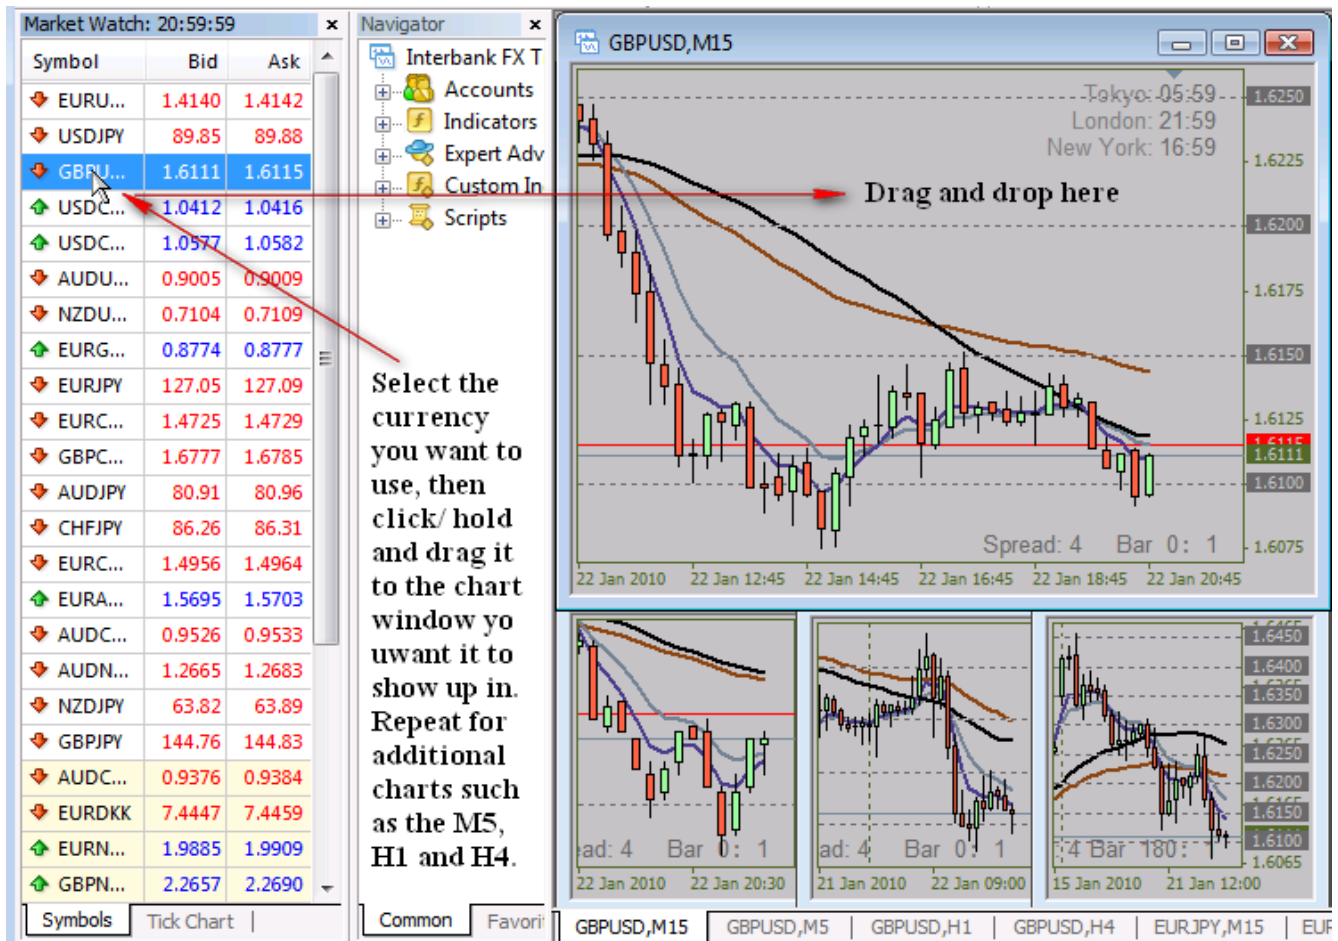 Market Watch: 20:59:59
Symbol Bid Ask
EURU... 1.4140 1.4142
USDJPY 89.85 89.88
GBPU... 1.6111 1.6115
USDC... 1.0412 1.0416
USDC... 1.0577 1.0582
AUDU... 0.9005 0.9009
NZDU... 0.7104 0.7109
EURG... 0.8774 0.8777
EURJPY 127.05 127.09
EURC... 1.4725 1.4729
GBPC... 1.6777 1.6785
AUDJPY 80.91 80.96
CHFJPY 86.26 86.31
EURC... 1.4956 1.4964
EURA... 1.5695 1.5703
AUDC... 0.9526 0.9533
AUDN... 1.2665 1.2683
NZDJPY 63.82 63.89
GBPJPY 144.76 144.83
AUDC... 0.9376 0.9384
EURDKK 7.4447 7.4459
EURN... 1.9885 1.9909
GBPN... 2.2657 2.2690
Symbols Tick Chart
Navigator
Interbank FX T
Accounts
Indicators
Expert Adv
Custom In
Scripts
Select the
currency
you want to
use, then
click/ hold
and drag it
to the chart
window yo
uwant it to
show up in.
Repeat for
additional
charts such
as the M5,
H1 and H4.
Common Favori
GBPUSD,M15
Tokyo: 05:59
London: 21:59
New York: 16:59
Drag and drop here
1.6250
1.6225
1.6200
1.6175
1.6150
1.6125
1.6115
1.6111
1.6100
1.6075
Spread: 4 Bar 0: 1
22 Jan 2010 22 Jan 12:45 22 Jan 14:45 22 Jan 16:45 22 Jan 18:45 22 Jan 20:45
ead: 4 Bar 0: 1
22 Jan 2010 22 Jan 20:30
ad: 4 Bar 0: 1
21 Jan 2010 22 Jan 09:00
1.6450
1.6400
1.6350
1.6300
1.6250
1.6200
1.6150
1.6100
1.6065
4 Bar 180:
15 Jan 2010 21 Jan 12:00
GBPUSD,M15 GBPUSD,M5 GBPUSD,H1 GBPUSD,H4 EURJPY,M15 EUR